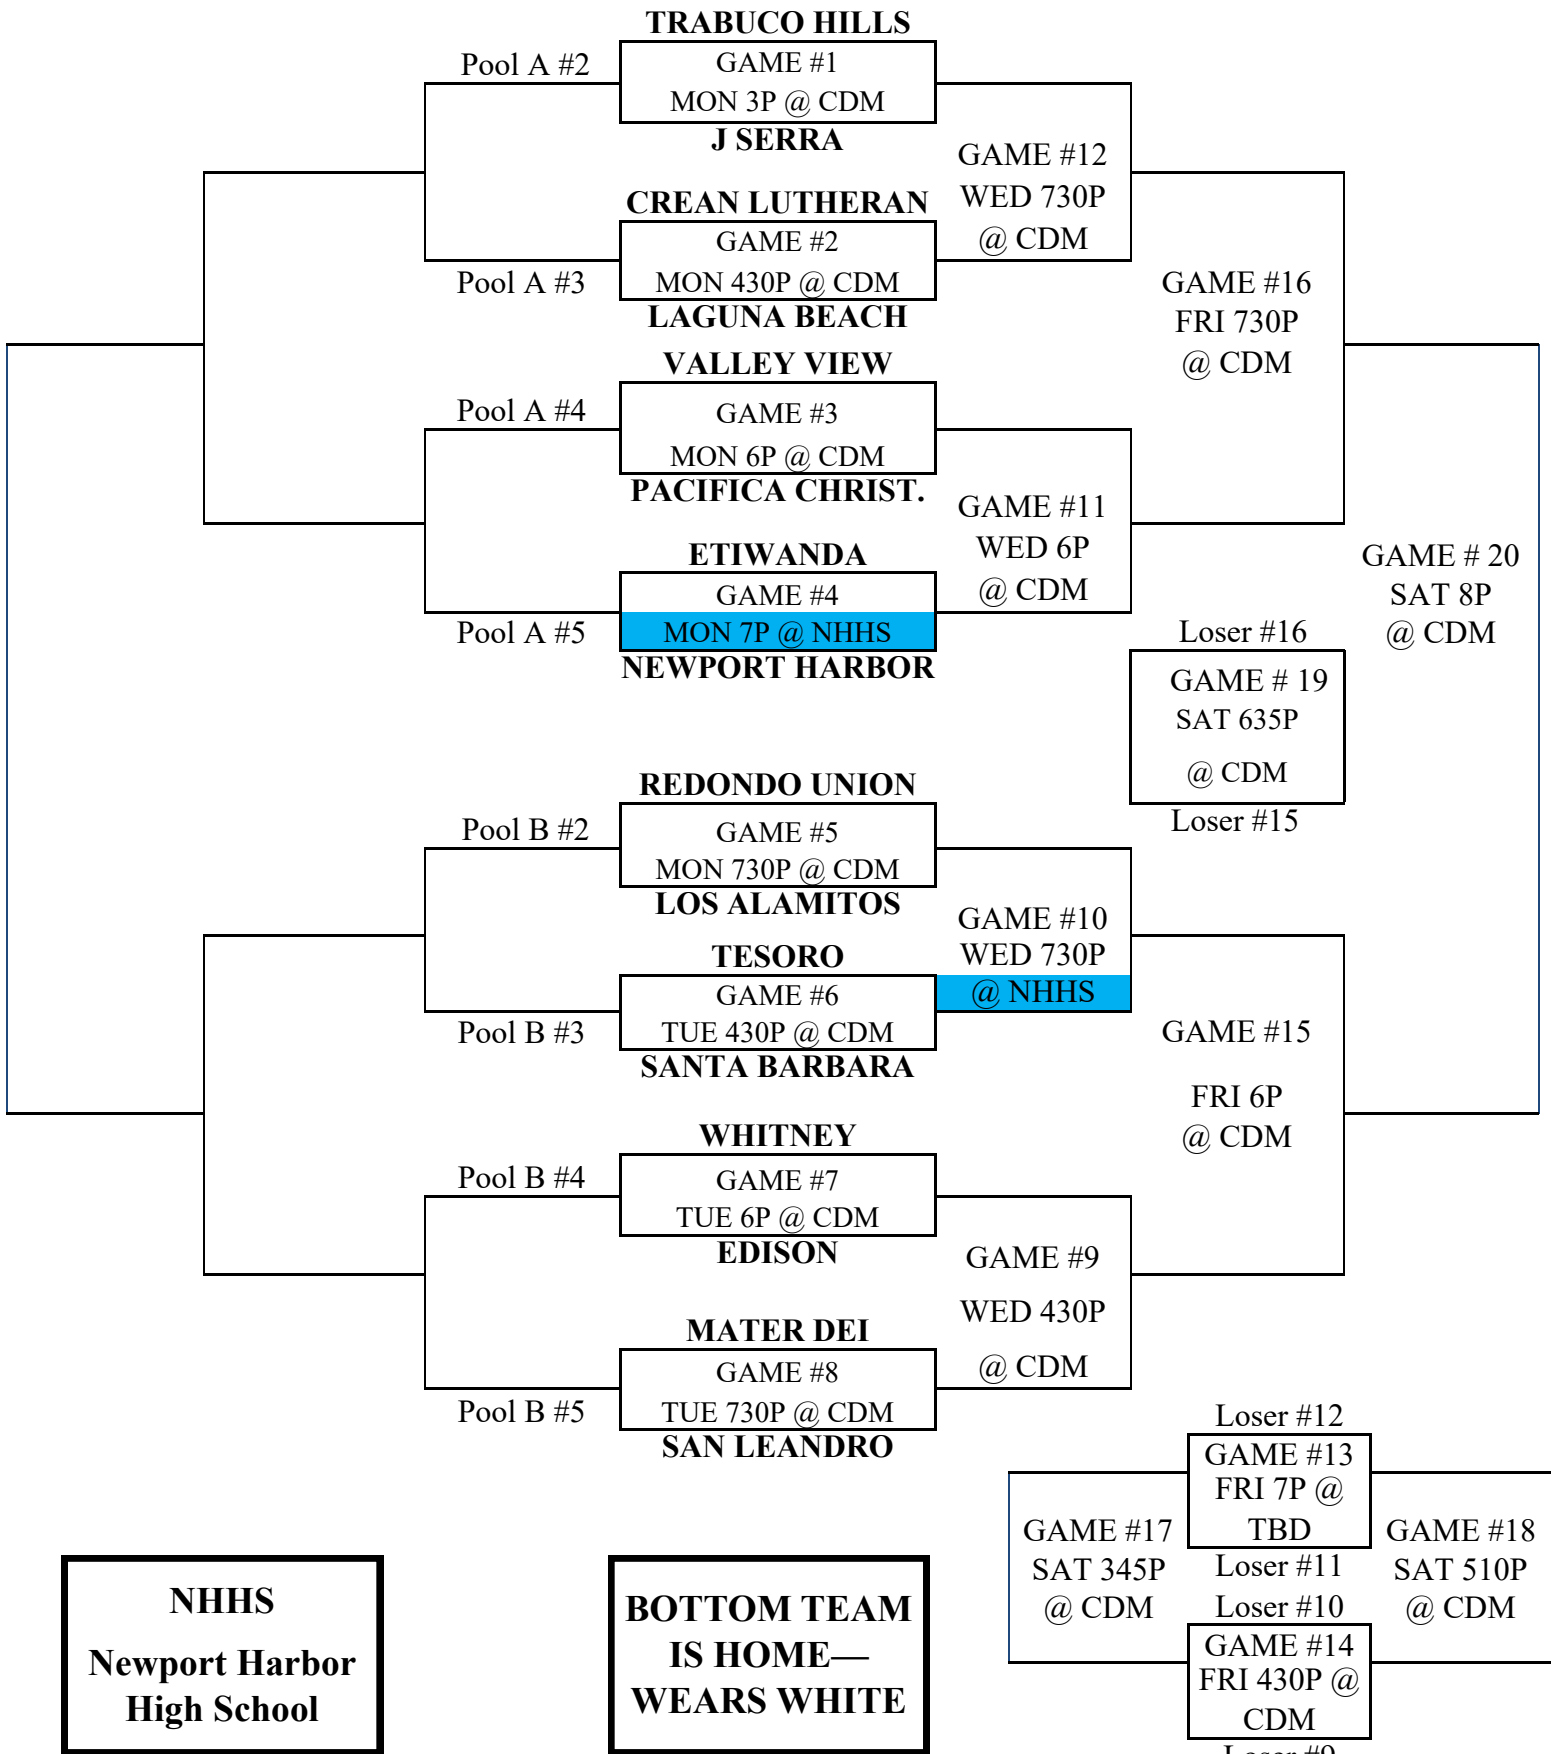 TRABUCO HILLS
Pool A #2
GAME #1
MON 3P @ CDM
J SERRA
GAME #12
WED 730P
@ CDM
CREAN LUTHERAN
GAME #2
MON 430P @ CDM
Pool A #3
LAGUNA BEACH
GAME #16
FRI 730P
@ CDM
VALLEY VIEW
Pool A #4
GAME #3
MON 6P @ CDM
PACIFICA CHRIST.
GAME #11
WED 6P
@ CDM
ETIWANDA
GAME #4
MON 7P @ NHHS
Pool A #5
NEWPORT HARBOR
GAME # 20
SAT 8P
@ CDM
Loser #16
GAME # 19
SAT 635P
@ CDM
Loser #15
REDONDO UNION
Pool B #2
GAME #5
MON 730P @ CDM
LOS ALAMITOS
GAME #10
WED 730P
@ NHHS
TESORO
GAME #6
TUE 430P @ CDM
Pool B #3
SANTA BARBARA
GAME #15
FRI 6P
@ CDM
WHITNEY
Pool B #4
GAME #7
TUE 6P @ CDM
EDISON
GAME #9
WED 430P
@ CDM
MATER DEI
GAME #8
TUE 730P @ CDM
Pool B #5
SAN LEANDRO
Loser #12
GAME #13
FRI 7P @
TBD
Loser #11
GAME #17
SAT 345P
@ CDM
GAME #18
SAT 510P
@ CDM
Loser #10
GAME #14
FRI 430P @
CDM
Loser #9
NHHS
Newport Harbor
High School
BOTTOM TEAM
IS HOME—
WEARS WHITE